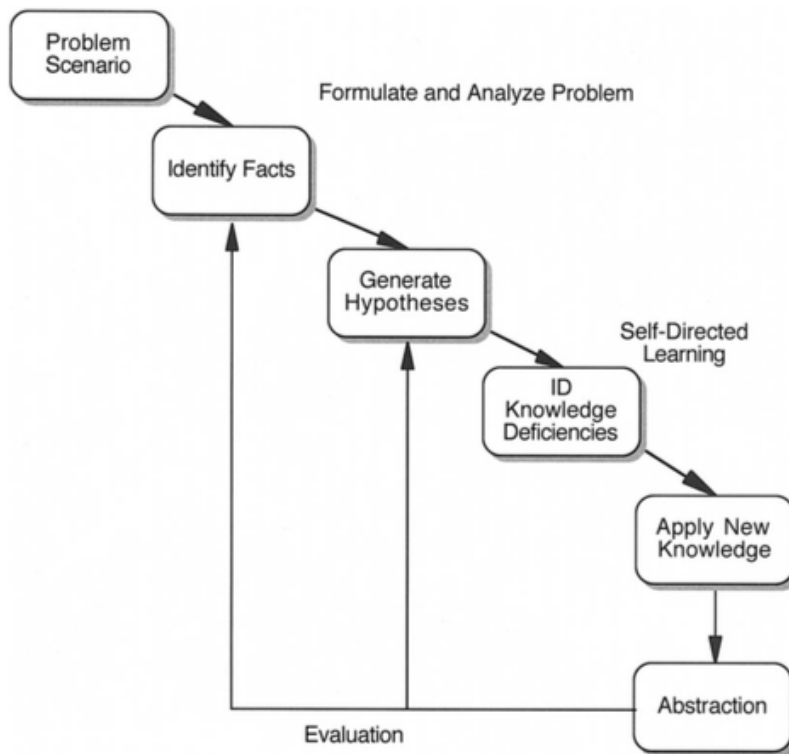 Problem
Scenario
Formulate and Analyze Problem
Identify Facts
Generate
Hypotheses
Self-Directed
Learning
ID
Knowledge
Deficiencies
Apply New
Knowledge
Abstraction
Evaluation